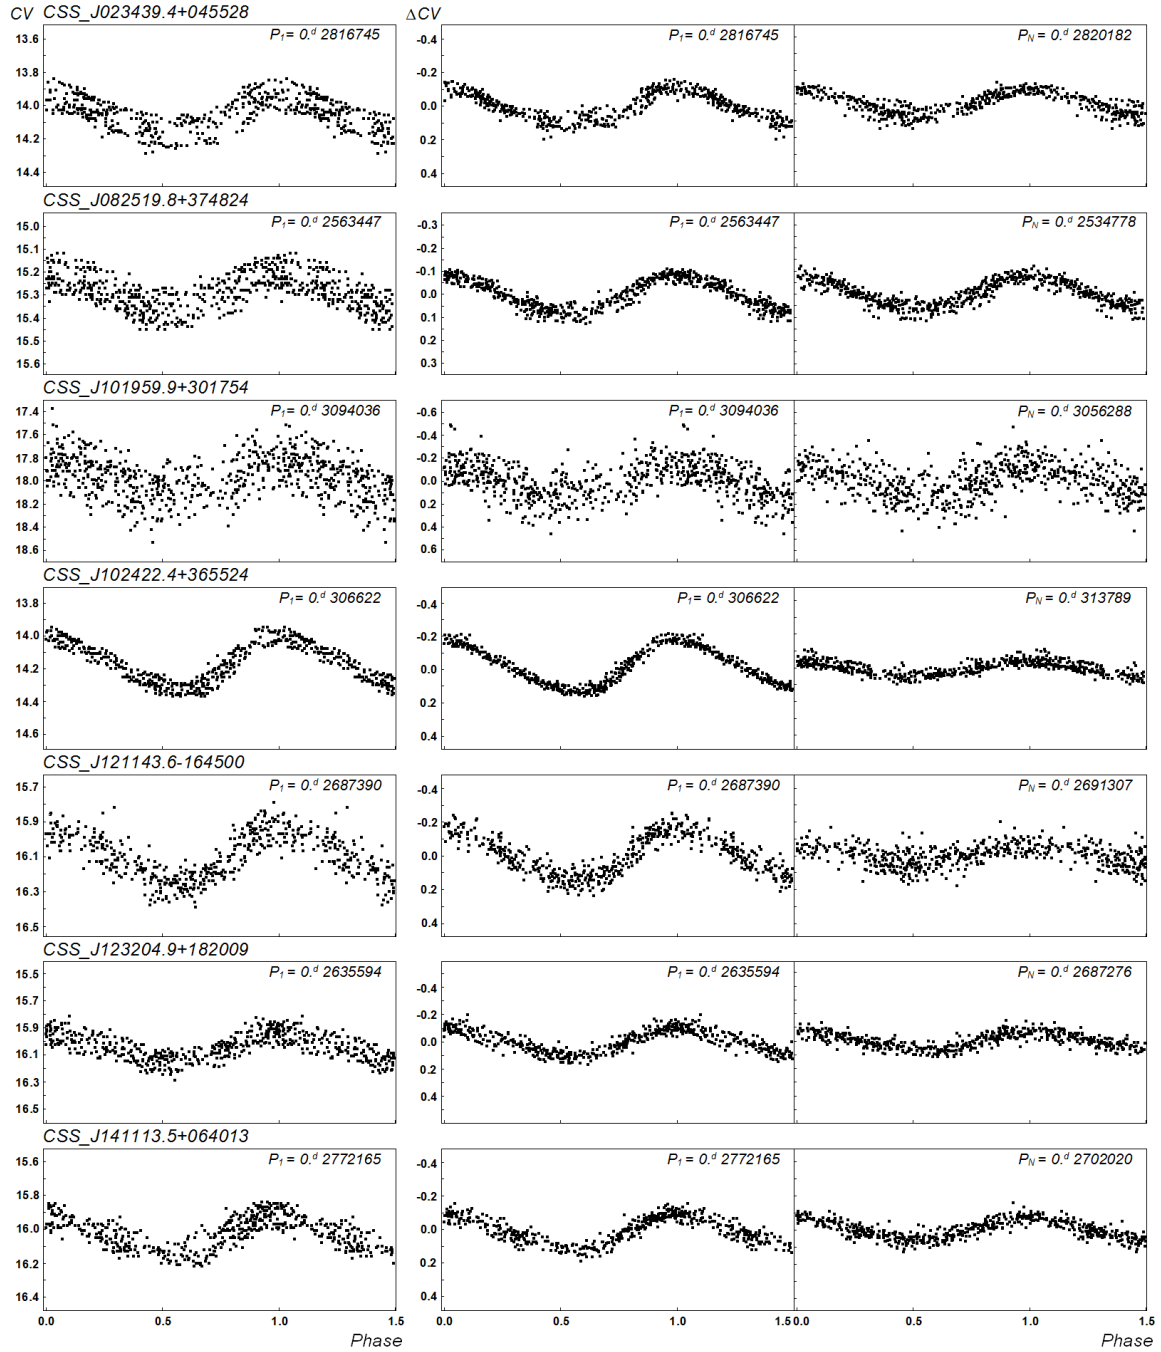 CV CSS_J023439.4+045528 ΔCV
13.6 13.8 14.0 14.2 14.4
P1 = 0.d 2816745
-0.4 -0.2 0.0 0.2 0.4
P1 = 0.d 2816745
PN = 0.d 2820182
CSS_J082519.8+374824
15.0 15.1 15.2 15.3 15.4 15.5 15.6
P1 = 0.d 2563447
-0.3 -0.2 -0.1 0.0 0.1 0.2 0.3
P1 = 0.d 2563447
PN = 0.d 2534778
CSS_J101959.9+301754
17.4 17.6 17.8 18.0 18.2 18.4 18.6
P1 = 0.d 3094036
-0.6 -0.4 -0.2 0.0 0.2 0.4 0.6
P1 = 0.d 3094036
PN = 0.d 3056288
CSS_J102422.4+365524
13.8 14.0 14.2 14.4 14.6
P1 = 0.d 306622
-0.4 -0.2 0.0 0.2 0.4
P1 = 0.d 306622
PN = 0.d 313789
CSS_J121143.6-164500
15.7 15.9 16.1 16.3 16.5
P1 = 0.d 2687390
-0.4 -0.2 0.0 0.2 0.4
P1 = 0.d 2687390
PN = 0.d 2691307
CSS_J123204.9+182009
15.5 15.7 15.9 16.1 16.3 16.5
P1 = 0.d 2635594
-0.4 -0.2 0.0 0.2 0.4
P1 = 0.d 2635594
PN = 0.d 2687276
CSS_J141113.5+064013
15.6 15.8 16.0 16.2 16.4
P1 = 0.d 2772165
-0.4 -0.2 0.0 0.2 0.4
P1 = 0.d 2772165
PN = 0.d 2702020
0.0 0.5 1.0 1.5
0.0 0.5 1.0 1.5
0.0 0.5 1.0 1.5
Phase Phase